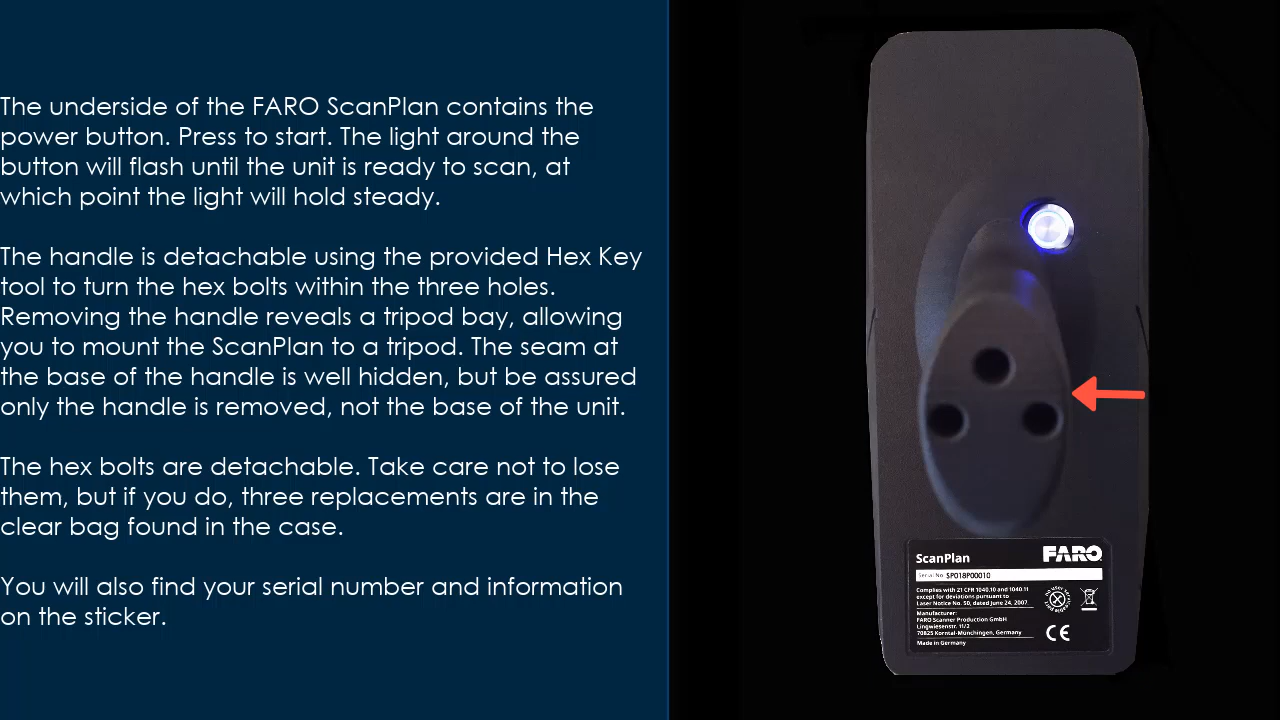 The underside of the FARO ScanPlan contains the
power button. Press to start. The light around the
button will flash until the unit is ready to scan, at
which point the light will hold steady.
The handle is detachable using the provided Hex Key
tool to turn the hex bolts within the three holes.
Removing the handle reveals a tripod bay, allowing
you to mount the ScanPlan to a tripod. The seam at
the base of the handle is well hidden, but be assured
only the handle is removed, not the base of the unit.
The hex bolts are detachable. Take care not to lose
them, but if you do, three replacements are in the
clear bag found in the case.
You will also find your serial number and information
on the sticker.
ScanPlan FARO
Serial No. SP018P00010
Complies with 21 CFR 1040.10 and 1040.11
except for deviations pursuant to
Laser Notice No. 50, dated June 24, 2007.
Manufacturer:
FARO Scanner Production GmbH
Lingwiesenstr. 11/2
70825 Korntal-Münchingen, Germany
Made in Germany
CE